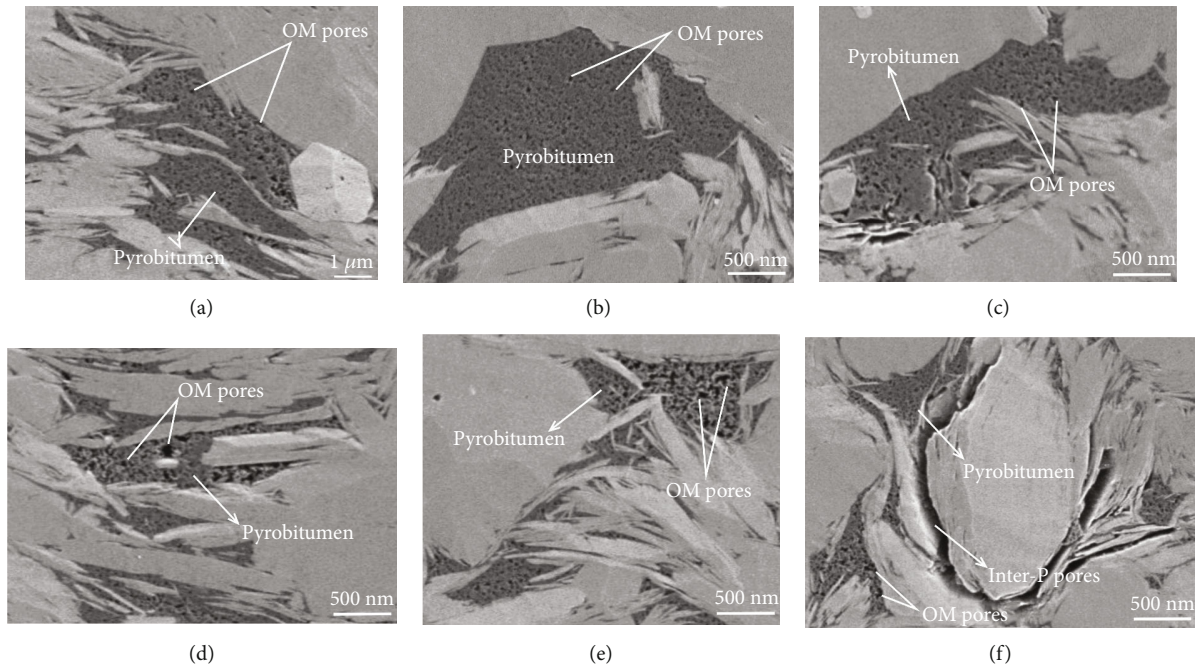 OM pores
Pyrobitumen
1 μm
(a)
OM pores
Pyrobitumen
500 nm
(b)
Pyrobitumen
OM pores
500 nm
(c)
OM pores
Pyrobitumen
500 nm
(d)
Pyrobitumen
OM pores
500 nm
(e)
Pyrobitumen
Inter-P pores
OM pores
500 nm
(f)